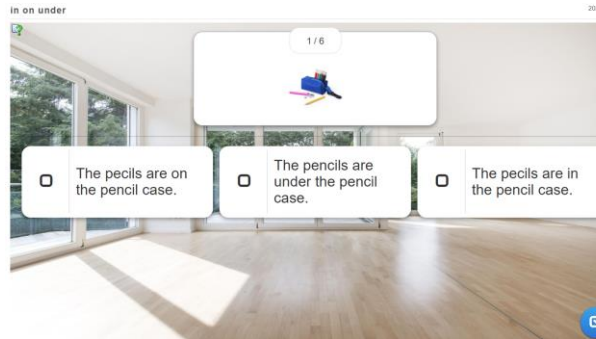 in on under
20
1 / 6
The pecils are on
the pencil case.
The pencils are
under the pencil
case.
The pecils are in
the pencil case.